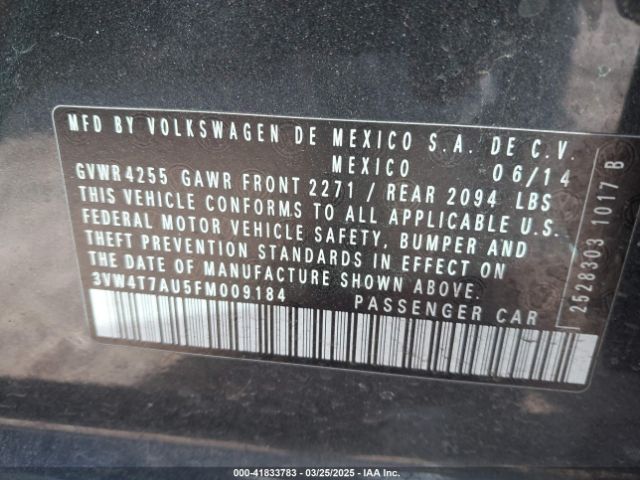 MFD BY VOLKSWAGEN DE MEXICO S.A. DE C.V.
MEXICO 06/14
GVWR 4255 GAWR FRONT 2271 / REAR 2094 LBS
THIS VEHICLE CONFORMS TO ALL APPLICABLE U.S.
FEDERAL MOTOR VEHICLE SAFETY, BUMPER AND
THEFT PREVENTION STANDARDS IN EFFECT ON
THE DATE OF MANUFACTURE SHOWN ABOVE.
3VW4T7AU5FM009184 PASSENGER CAR
2528303 1017 B
000-41833783 / 03/25/2025 / IAAI.COM